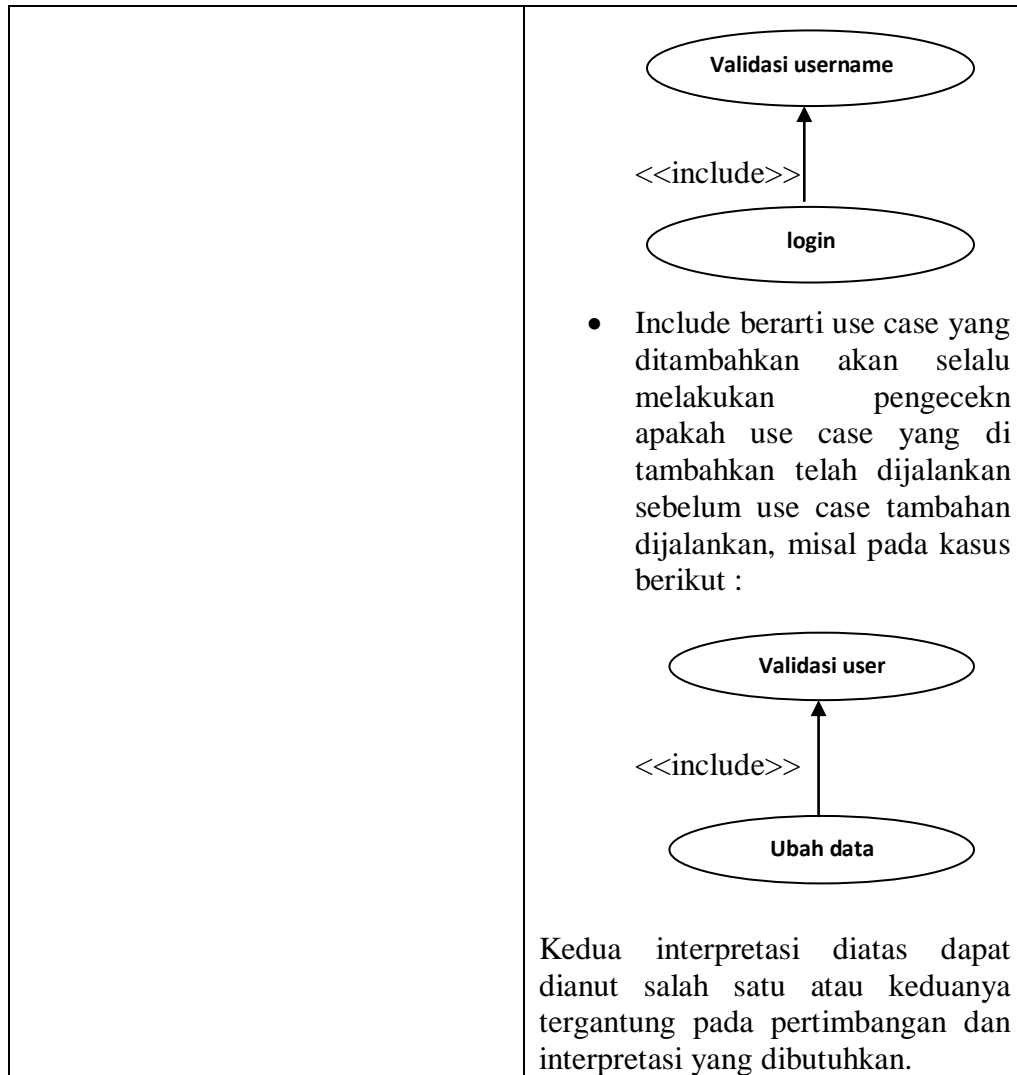 Validasi username
<<include>>
login
• Include berarti use case yang
ditambahkan akan selalu
melakukan pengecekn
apakah use case yang di
tambahkan telah dijalankan
sebelum use case tambahan
dijalankan, misal pada kasus
berikut :
Validasi user
<<include>>
Ubah data
Kedua interpretasi diatas dapat
dianut salah satu atau keduanya
tergantung pada pertimbangan dan
interpretasi yang dibutuhkan.